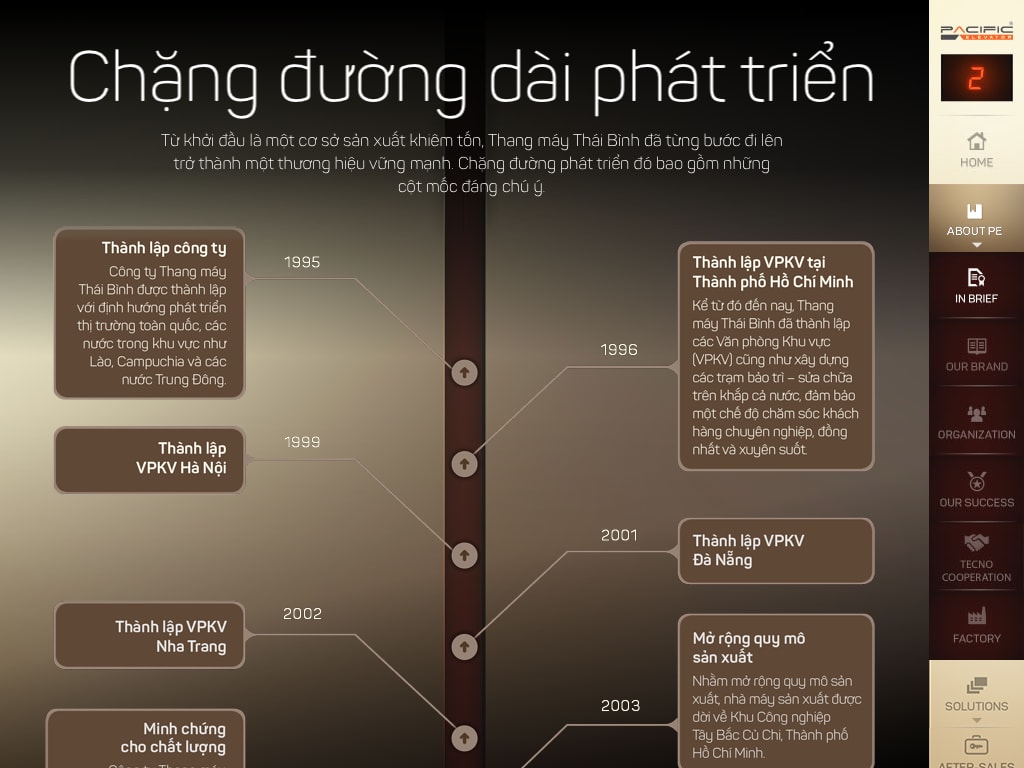 Chặng đường dài phát triển
Từ khởi đầu là một cơ sở sản xuất khiêm tốn, Thang máy Thái Bình đã từng bước đi lên
trở thành một thương hiệu vững mạnh. Chặng đường phát triển đó bao gồm những
cột mốc đáng chú ý.
Thành lập công ty
Công ty Thang máy
Thái Bình được thành lập
với định hướng phát triển
thị trường toàn quốc, các
nước trong khu vực như
Lào, Campuchia và các
nước Trung Đông.
1995
Thành lập VPKV tại
Thành phố Hồ Chí Minh
Kể từ đó đến nay, Thang
máy Thái Bình đã thành lập
các Văn phòng Khu vực
(VPKV) cũng như xây dựng
các trạm bảo trì – sửa chữa
trên khắp cả nước, đảm bảo
một chế độ chăm sóc khách
hàng chuyên nghiệp, đồng
nhất và xuyên suốt.
1996
Thành lập
VPKV Hà Nội
1999
Thành lập VPKV
Đà Nẵng
2001
Thành lập VPKV
Nha Trang
2002
Mở rộng quy mô
sản xuất
Nhằm mở rộng quy mô sản
xuất, nhà máy sản xuất được
dời về Khu Công nghiệp
Tây Bắc Củ Chi, Thành phố
Hồ Chí Minh.
2003
Minh chứng
cho chất lượng
Công ty Thang máy
PACIFIC
ELEVATOR
2
HOME
ABOUT PE
IN BRIEF
OUR BRAND
ORGANIZATION
OUR SUCCESS
TECNO
COOPERATION
FACTORY
SOLUTIONS
AFTER-SALES